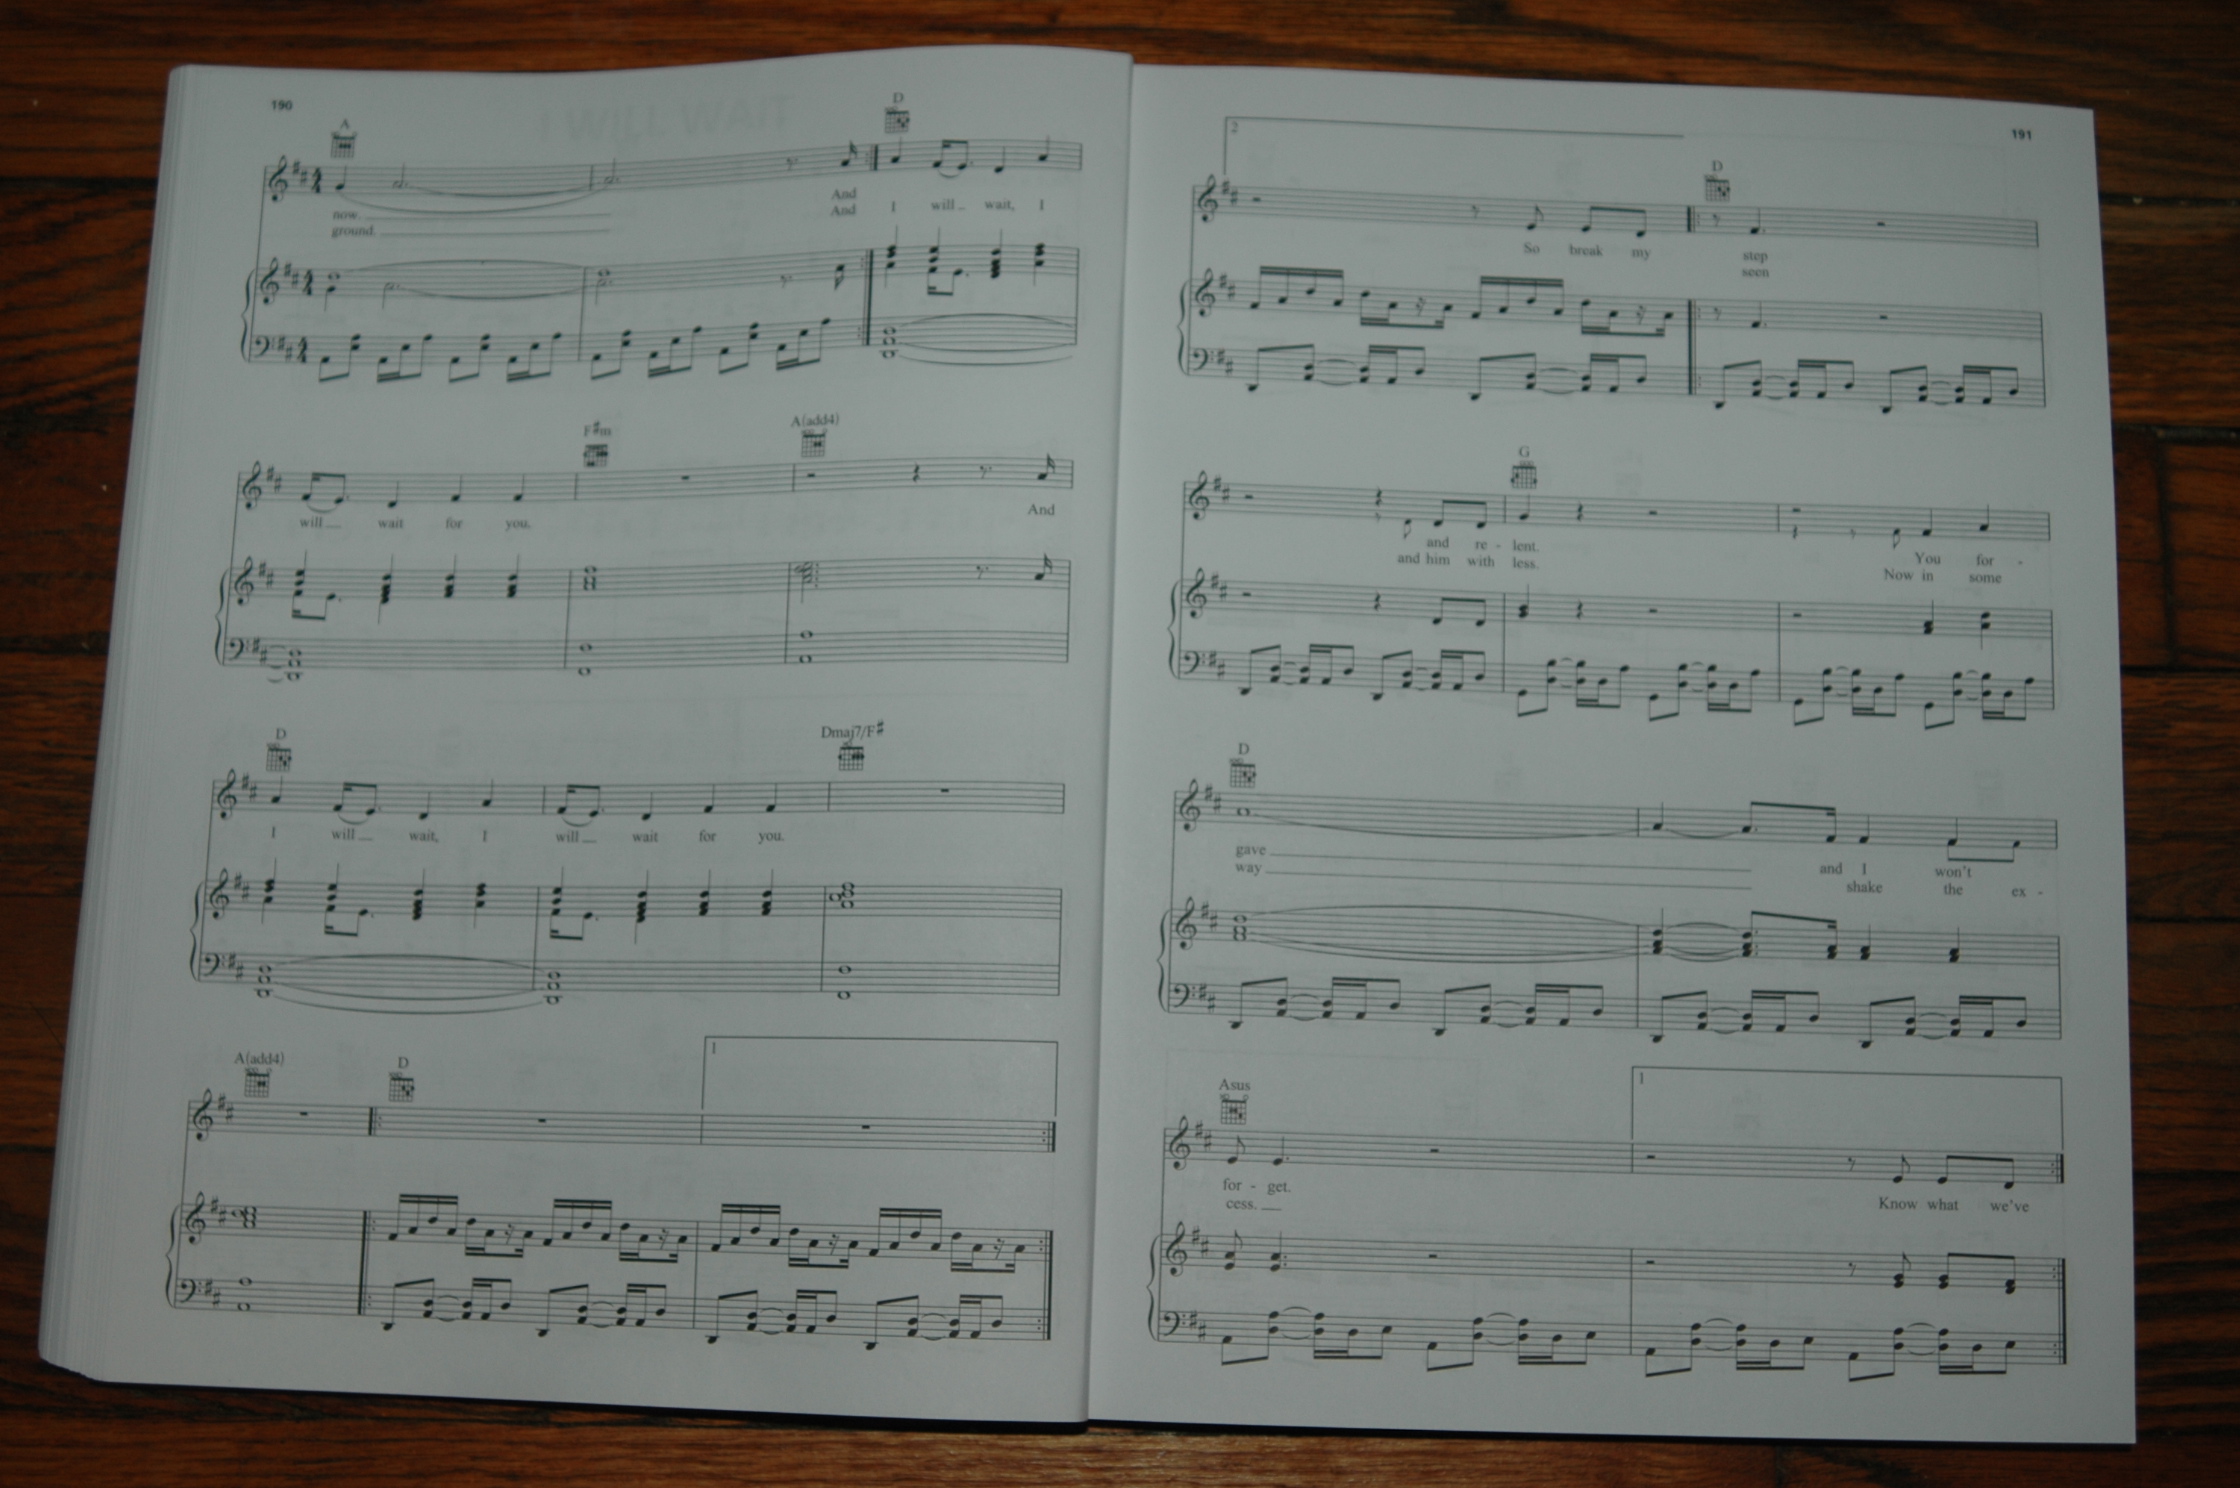 190
A D
And
now. And
ground.
I will wait, I
F♯m A(add4)
will wait for you. And
D Dmaj7/F♯
I will wait, I will wait for you.
A(add4) D
1
191
2
D
So break my step
seen
G
and re - lent. You for -
and him with less. Now in some
D
gave and I won't
way shake the ex -
Asus
1
for - get. Know what we've
cess.